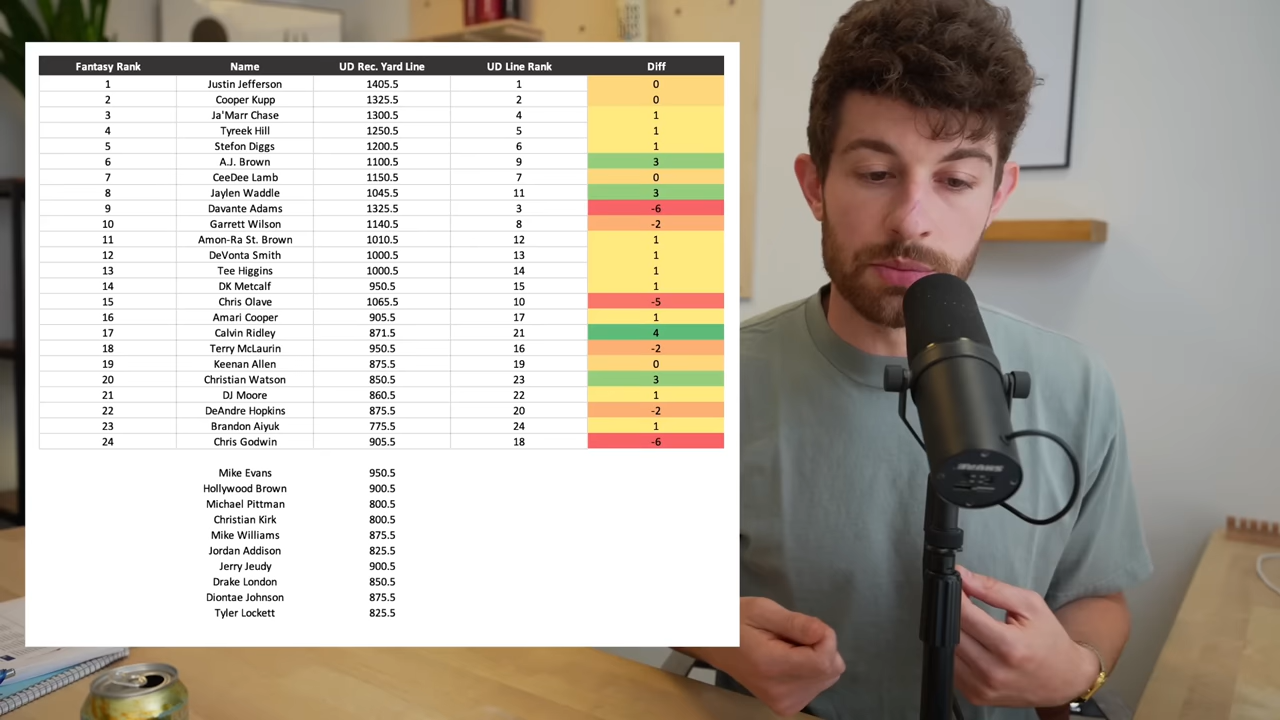 Fantasy Rank Name UD Rec. Yard Line UD Line Rank Diff
1 Justin Jefferson 1405.5 1 0
2 Cooper Kupp 1325.5 2 0
3 Ja'Marr Chase 1300.5 4 1
4 Tyreek Hill 1250.5 5 1
5 Stefon Diggs 1200.5 6 1
6 A.J. Brown 1100.5 9 3
7 CeeDee Lamb 1150.5 7 0
8 Jaylen Waddle 1045.5 11 3
9 Davante Adams 1325.5 3 -6
10 Garrett Wilson 1140.5 8 -2
11 Amon-Ra St. Brown 1010.5 12 1
12 DeVonta Smith 1000.5 13 1
13 Tee Higgins 1000.5 14 1
14 DK Metcalf 950.5 15 1
15 Chris Olave 1065.5 10 -5
16 Amari Cooper 905.5 17 1
17 Calvin Ridley 871.5 21 4
18 Terry McLaurin 950.5 16 -2
19 Keenan Allen 875.5 19 0
20 Christian Watson 850.5 23 3
21 DJ Moore 860.5 22 1
22 DeAndre Hopkins 875.5 20 -2
23 Brandon Aiyuk 775.5 24 1
24 Chris Godwin 905.5 18 -6
Mike Evans 950.5
Hollywood Brown 900.5
Michael Pittman 800.5
Christian Kirk 800.5
Mike Williams 875.5
Jordan Addison 825.5
Jerry Jeudy 900.5
Drake London 850.5
Diontae Johnson 875.5
Tyler Lockett 825.5